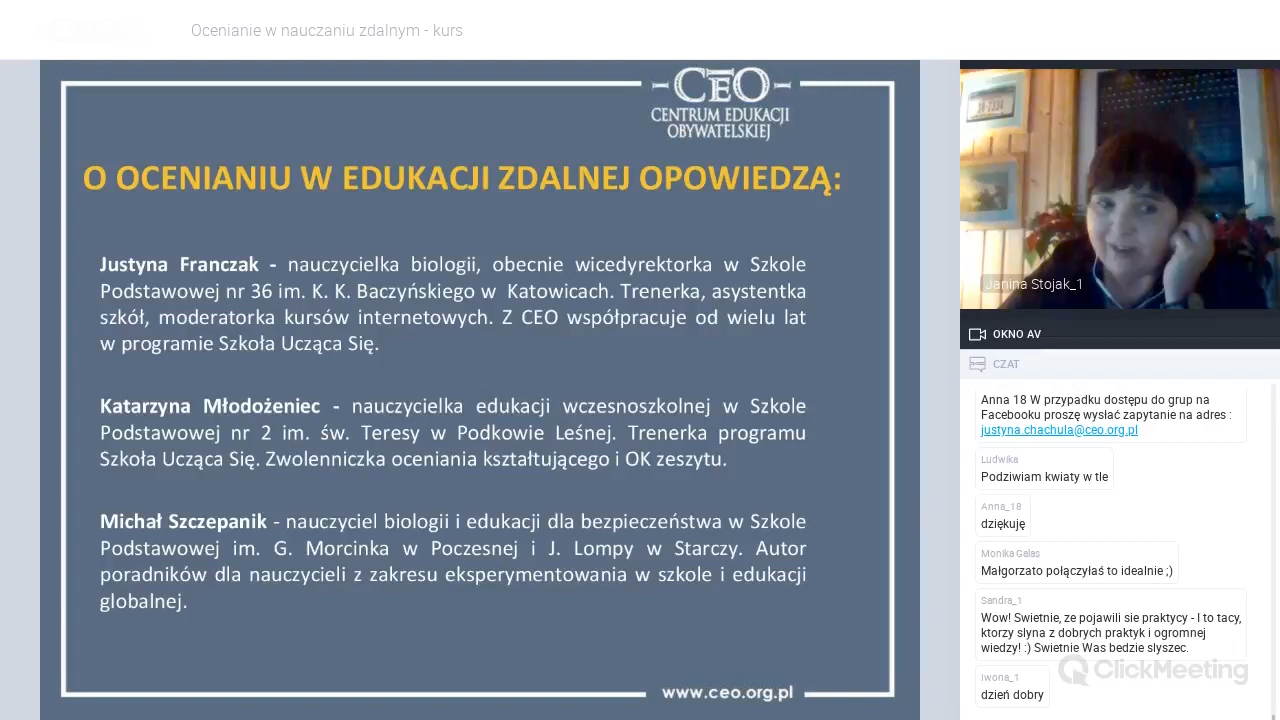 Ocenianie w nauczaniu zdalnym - kurs
CEO
CENTRUM EDUKACJI
OBYWATELSKIEJ
O OCENIANIU W EDUKACJI ZDALNEJ OPOWIEDZĄ:
Justyna Franczak - nauczycielka biologii, obecnie wicedyrektorka w Szkole
Podstawowej nr 36 im. K. K. Baczyńskiego w Katowicach. Trenerka, asystentka
szkół, moderatorka kursów internetowych. Z CEO współpracuje od wielu lat
w programie Szkoła Ucząca Się.
Katarzyna Młodożeniec - nauczycielka edukacji wczesnoszkolnej w Szkole
Podstawowej nr 2 im. św. Teresy w Podkowie Leśnej. Trenerka programu
Szkoła Ucząca Się. Zwolenniczka oceniania kształtującego i OK zeszytu.
Michał Szczepanik - nauczyciel biologii i edukacji dla bezpieczeństwa w Szkole
Podstawowej im. G. Morcinka w Poczesnej i J. Lompy w Starczy. Autor
poradników dla nauczycieli z zakresu eksperymentowania w szkole i edukacji
globalnej.
www.ceo.org.pl
Janina Stojak_1
OKNO AV
CZAT
Anna 18 W przypadku dostępu do grup na
Facebooku proszę wysłać zapytanie na adres :
justyna.chachula@ceo.org.pl
Ludwika
Podziwiam kwiaty w tle
Anna_18
dziękuję
Monika Galas
Małgorzato połączyłaś to idealnie ;)
Sandra_1
Wow! Swietnie, ze pojawili sie praktycy - I to tacy,
ktorzy slyna z dobrych praktyk i ogromnej
wiedzy! :) Swietnie Was bedzie slyszec.
iwona_1
dzień dobry
ClickMeeting